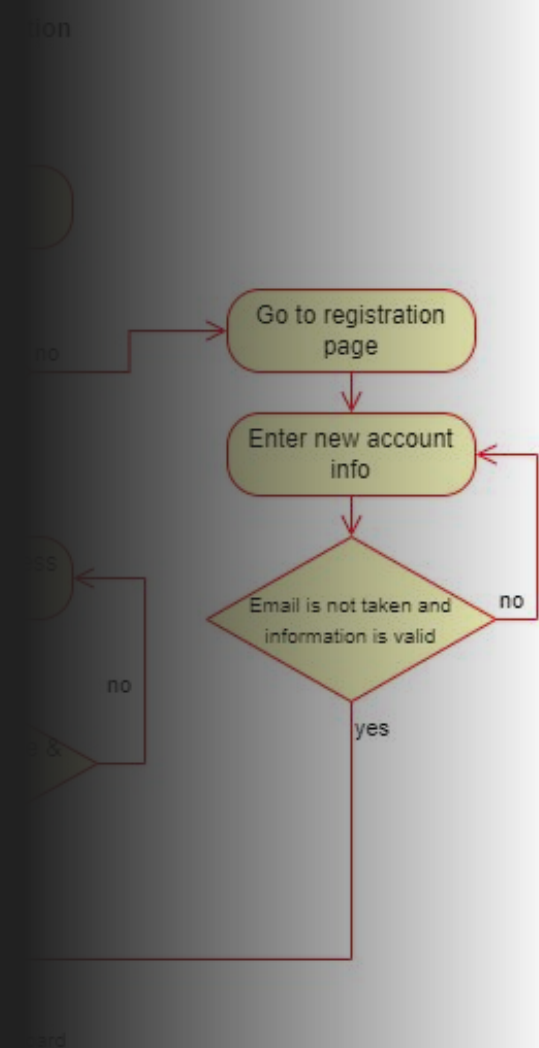 no
Go to registration
page
Enter new account
info
Email is not taken and
information is valid
no
no
yes